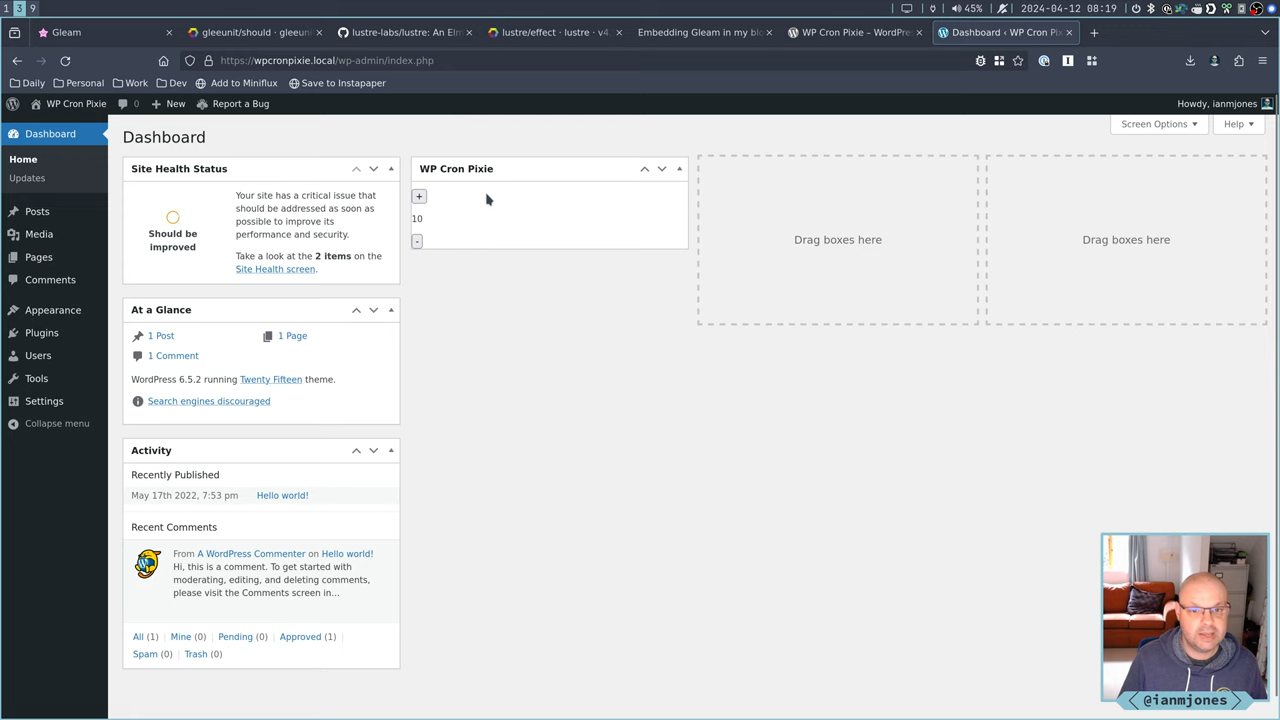 1 3 9
45% 2024-04-12 08:19
Gleam
gleeunit/should · gleeuni
lustre-labs/lustre: An Elm
lustre/effect · lustre · v4.
Embedding Gleam in my blo
WP Cron Pixie – WordPress
Dashboard ‹ WP Cron Pix
https://wpcronpixie.local/wp-admin/index.php
Daily Personal Work Dev Add to Miniflux Save to Instapaper
WP Cron Pixie 0 New Report a Bug Howdy, ianmjones
Dashboard
Home
Updates
Posts
Media
Pages
Comments
Appearance
Plugins
Users
Tools
Settings
Collapse menu
Dashboard
Screen Options Help
Site Health Status
Should be
improved
Your site has a critical issue that
should be addressed as soon as
possible to improve its
performance and security.
Take a look at the 2 items on the
Site Health screen.
At a Glance
1 Post 1 Page
1 Comment
WordPress 6.5.2 running Twenty Fifteen theme.
Search engines discouraged
Activity
Recently Published
May 17th 2022, 7:53 pm Hello world!
Recent Comments
From A WordPress Commenter on Hello world!
Hi, this is a comment. To get started with
moderating, editing, and deleting comments,
please visit the Comments screen in…
All (1) | Mine (0) | Pending (0) | Approved (1) |
Spam (0) | Trash (0)
WP Cron Pixie
+
10
-
Drag boxes here
Drag boxes here
@ianmjones